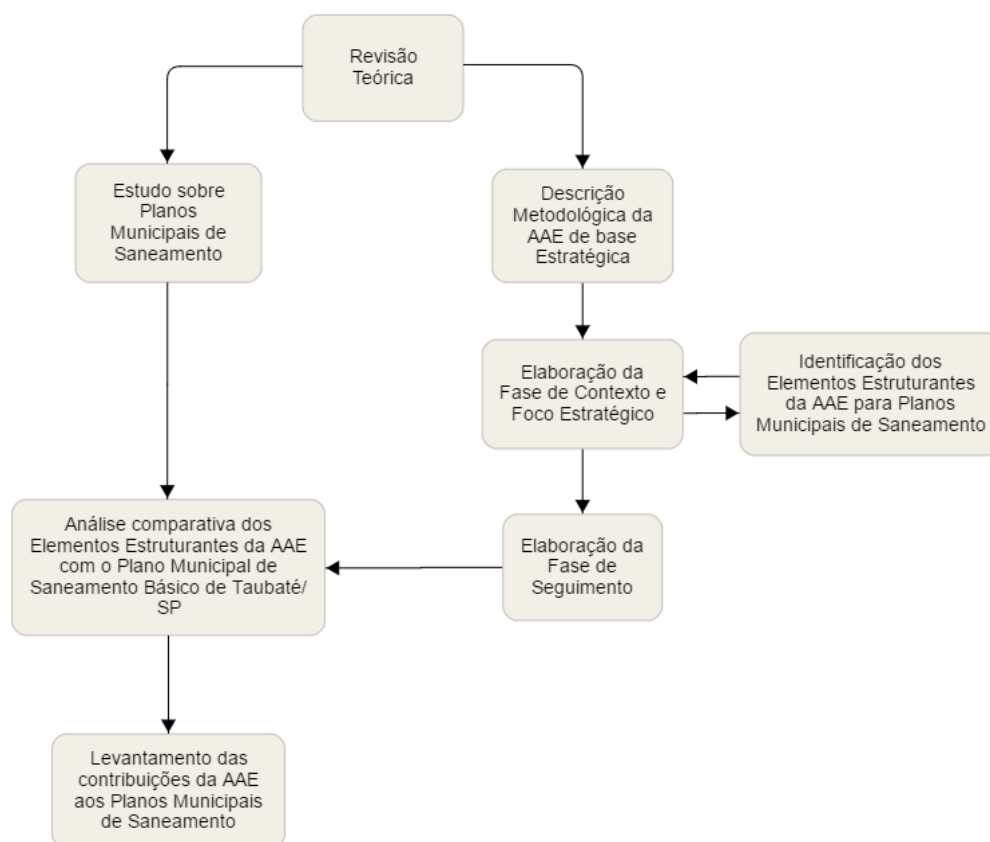 Revisão
Teórica
Estudo sobre
Planos
Municipais de
Saneamento
Descrição
Metodológica da
AAE de base
Estratégica
Elaboração da
Fase de Contexto e
Foco Estratégico
Identificação dos
Elementos Estruturantes
da AAE para Planos
Municipais de Saneamento
Análise comparativa dos
Elementos Estruturantes da AAE
com o Plano Municipal de
Saneamento Básico de Taubaté/
SP
Elaboração da
Fase de
Seguimento
Levantamento das
contribuições da AAE
aos Planos Municipais
de Saneamento